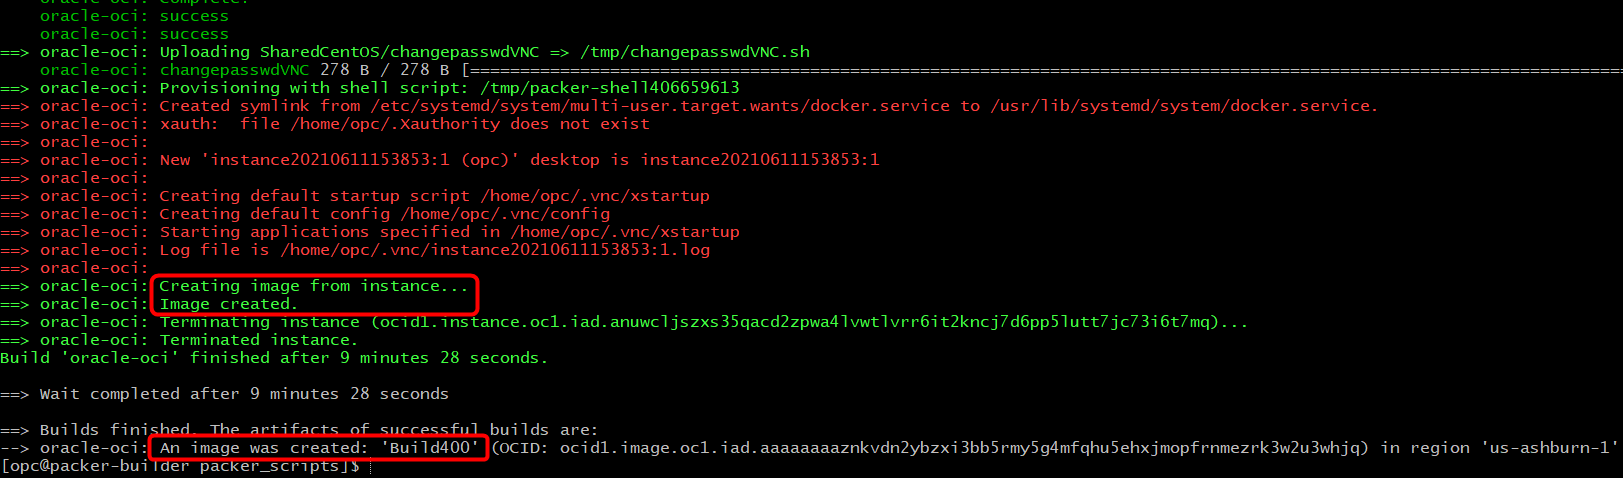 oracle-oci: complete.
oracle-oci: success
oracle-oci: success
==> oracle-oci: Uploading SharedCentOS/changepasswdVNC => /tmp/changepasswdVNC.sh
oracle-oci: changepasswdVNC 278 B / 278 B [=====================================================================================================================
==> oracle-oci: Provisioning with shell script: /tmp/packer-shell406659613
==> oracle-oci: Created symlink from /etc/systemd/system/multi-user.target.wants/docker.service to /usr/lib/systemd/system/docker.service.
==> oracle-oci: xauth:  file /home/opc/.Xauthority does not exist
==> oracle-oci:
==> oracle-oci: New 'instance20210611153853:1 (opc)' desktop is instance20210611153853:1
==> oracle-oci:
==> oracle-oci: Creating default startup script /home/opc/.vnc/xstartup
==> oracle-oci: Creating default config /home/opc/.vnc/config
==> oracle-oci: Starting applications specified in /home/opc/.vnc/xstartup
==> oracle-oci: Log file is /home/opc/.vnc/instance20210611153853:1.log
==> oracle-oci:
==> oracle-oci: Creating image from instance...
==> oracle-oci: Image created.
==> oracle-oci: Terminating instance (ocid1.instance.oc1.iad.anuwcljszxs35qacd2zpwa4lvwtlvrr6it2kncj7d6pp5lutt7jc73i6t7mq)...
==> oracle-oci: Terminated instance.
Build 'oracle-oci' finished after 9 minutes 28 seconds.
==> Wait completed after 9 minutes 28 seconds
==> Builds finished. The artifacts of successful builds are:
--> oracle-oci: An image was created: 'Build400' (OCID: ocid1.image.oc1.iad.aaaaaaaaznkvdn2ybzxi3bb5rmy5g4mfqhu5ehxjmopfrnmezrk3w2u3whjq) in region 'us-ashburn-1'
[opc@packer-builder packer_scripts]$